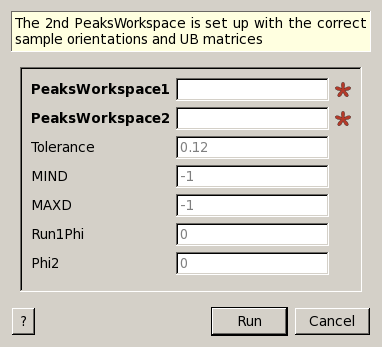 The 2nd PeaksWorkspace is set up with the correct
sample orientations and UB matrices
PeaksWorkspace1
PeaksWorkspace2
Tolerance 0.12
MIND -1
MAXD -1
Run1Phi 0
Phi2 0
? Run Cancel